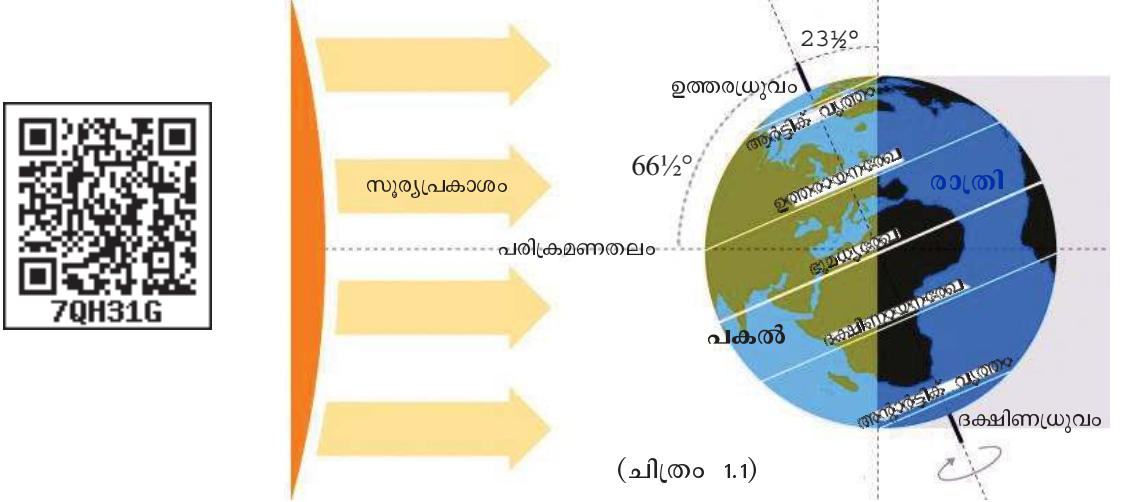 23½°
ഉത്തരധ്രുവം
ആർട്ടിക് വൃത്തം
66½°
സൂര്യപ്രകാശം
ഉത്തരായനരേഖ
രാത്രി
പരിക്രമണതലം
ഭൂമധ്യരേഖ
7QH31G
ദക്ഷിണായനരേഖ
പകൽ
അന്റാർട്ടിക് വൃത്തം
ദക്ഷിണധ്രുവം
(ചിത്രം 1.1)